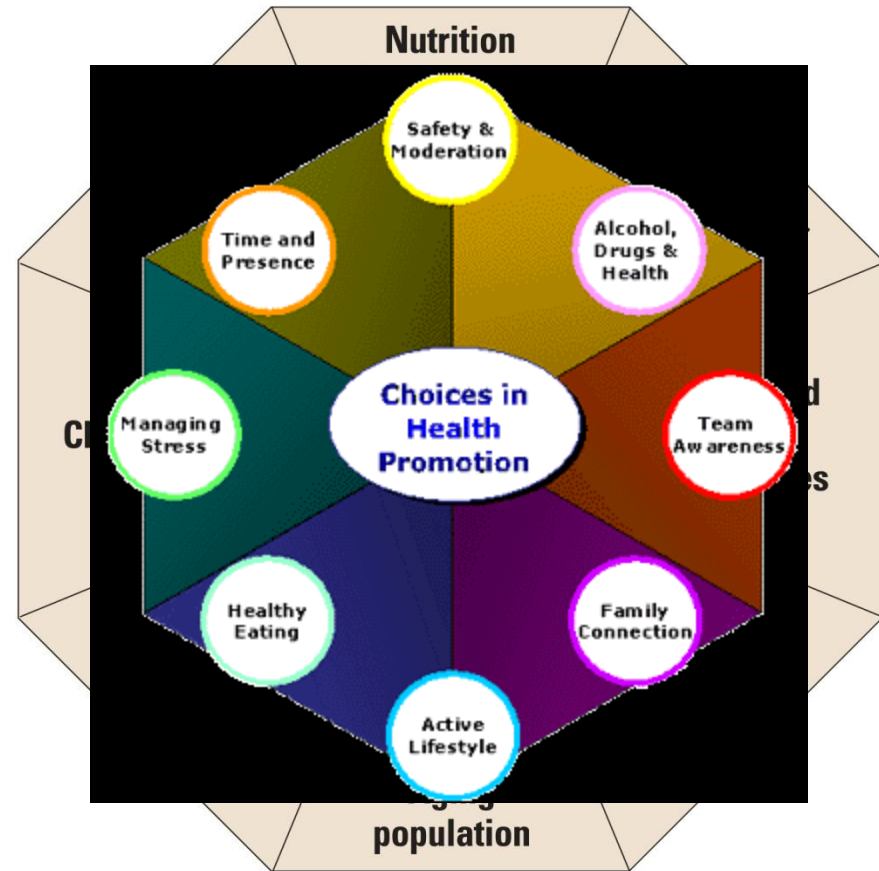 Nutrition
Safety &
Moderation
Time and
Presence
Alcohol,
Drugs &
Health
Choices in
Health
Promotion
Managing
Stress
Team
Awareness
Healthy
Eating
Family
Connection
Active
Lifestyle
population